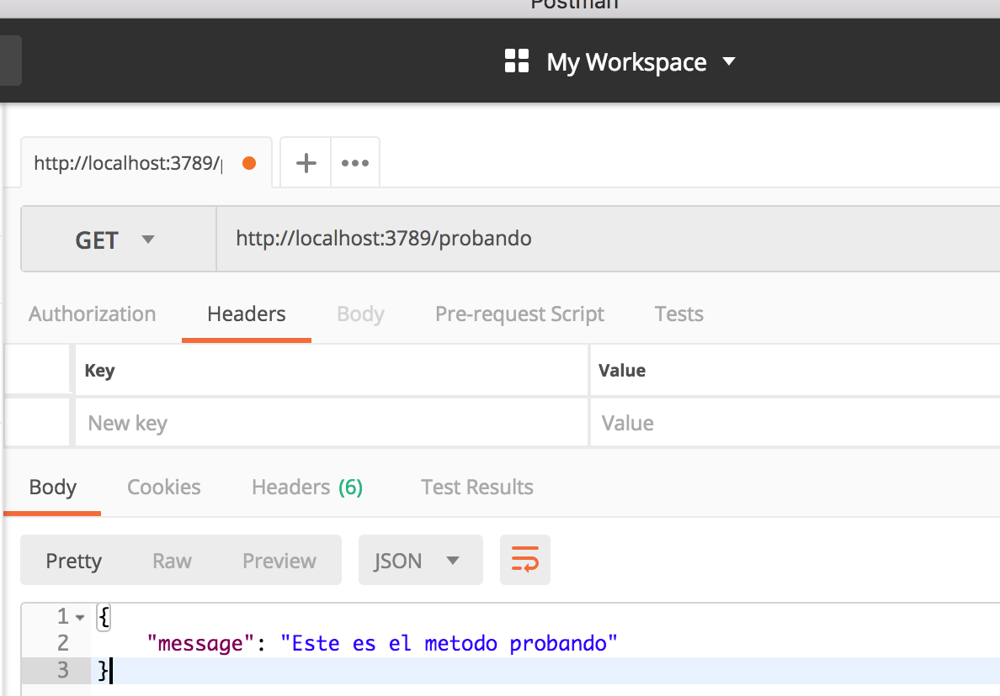 Postman
My Workspace
http://localhost:3789/
GET http://localhost:3789/probando
Authorization Headers Body Pre-request Script Tests
Key Value
New key Value
Body Cookies Headers (6) Test Results
Pretty Raw Preview JSON
1 {
2 "message": "Este es el metodo probando"
3 }